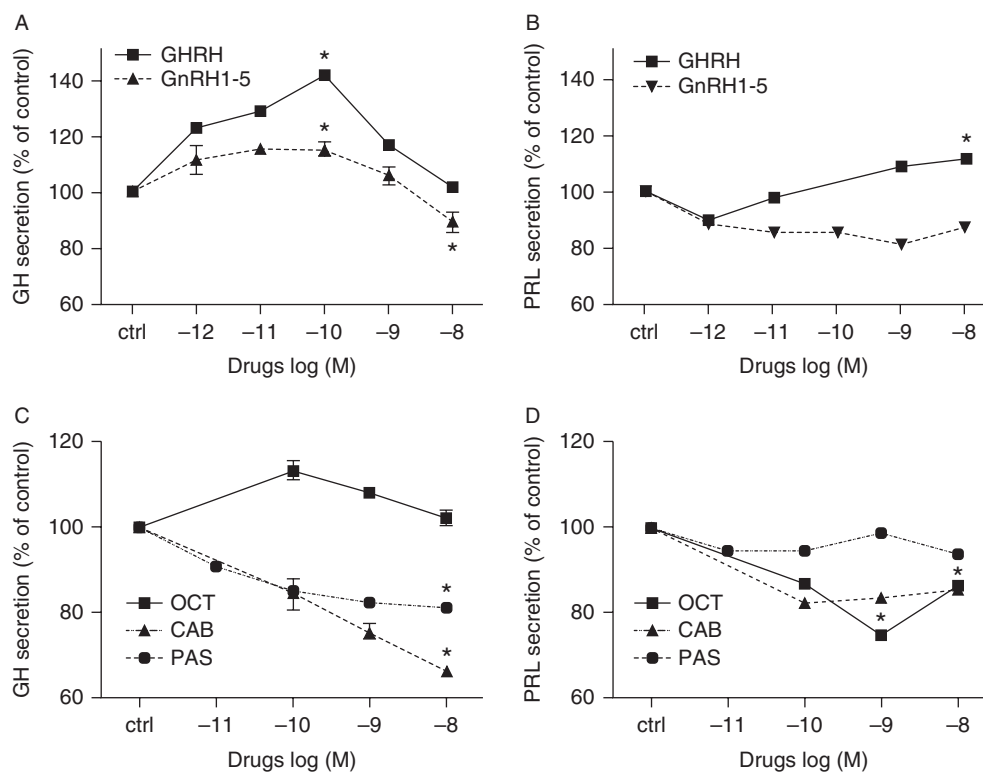 A
GHRH
GnRH1-5
GH secretion (% of control)
140
120
100
80
60
*
*
*
ctrl –12 –11 –10 –9 –8
Drugs log (M)
B
GHRH
GnRH1-5
PRL secretion (% of control)
140
120
100
80
60
*
ctrl –12 –11 –10 –9 –8
Drugs log (M)
C
GH secretion (% of control)
120
100
80
60
*
*
OCT
CAB
PAS
ctrl –11 –10 –9 –8
Drugs log (M)
D
PRL secretion (% of control)
120
100
80
60
*
*
OCT
CAB
PAS
ctrl –11 –10 –9 –8
Drugs log (M)